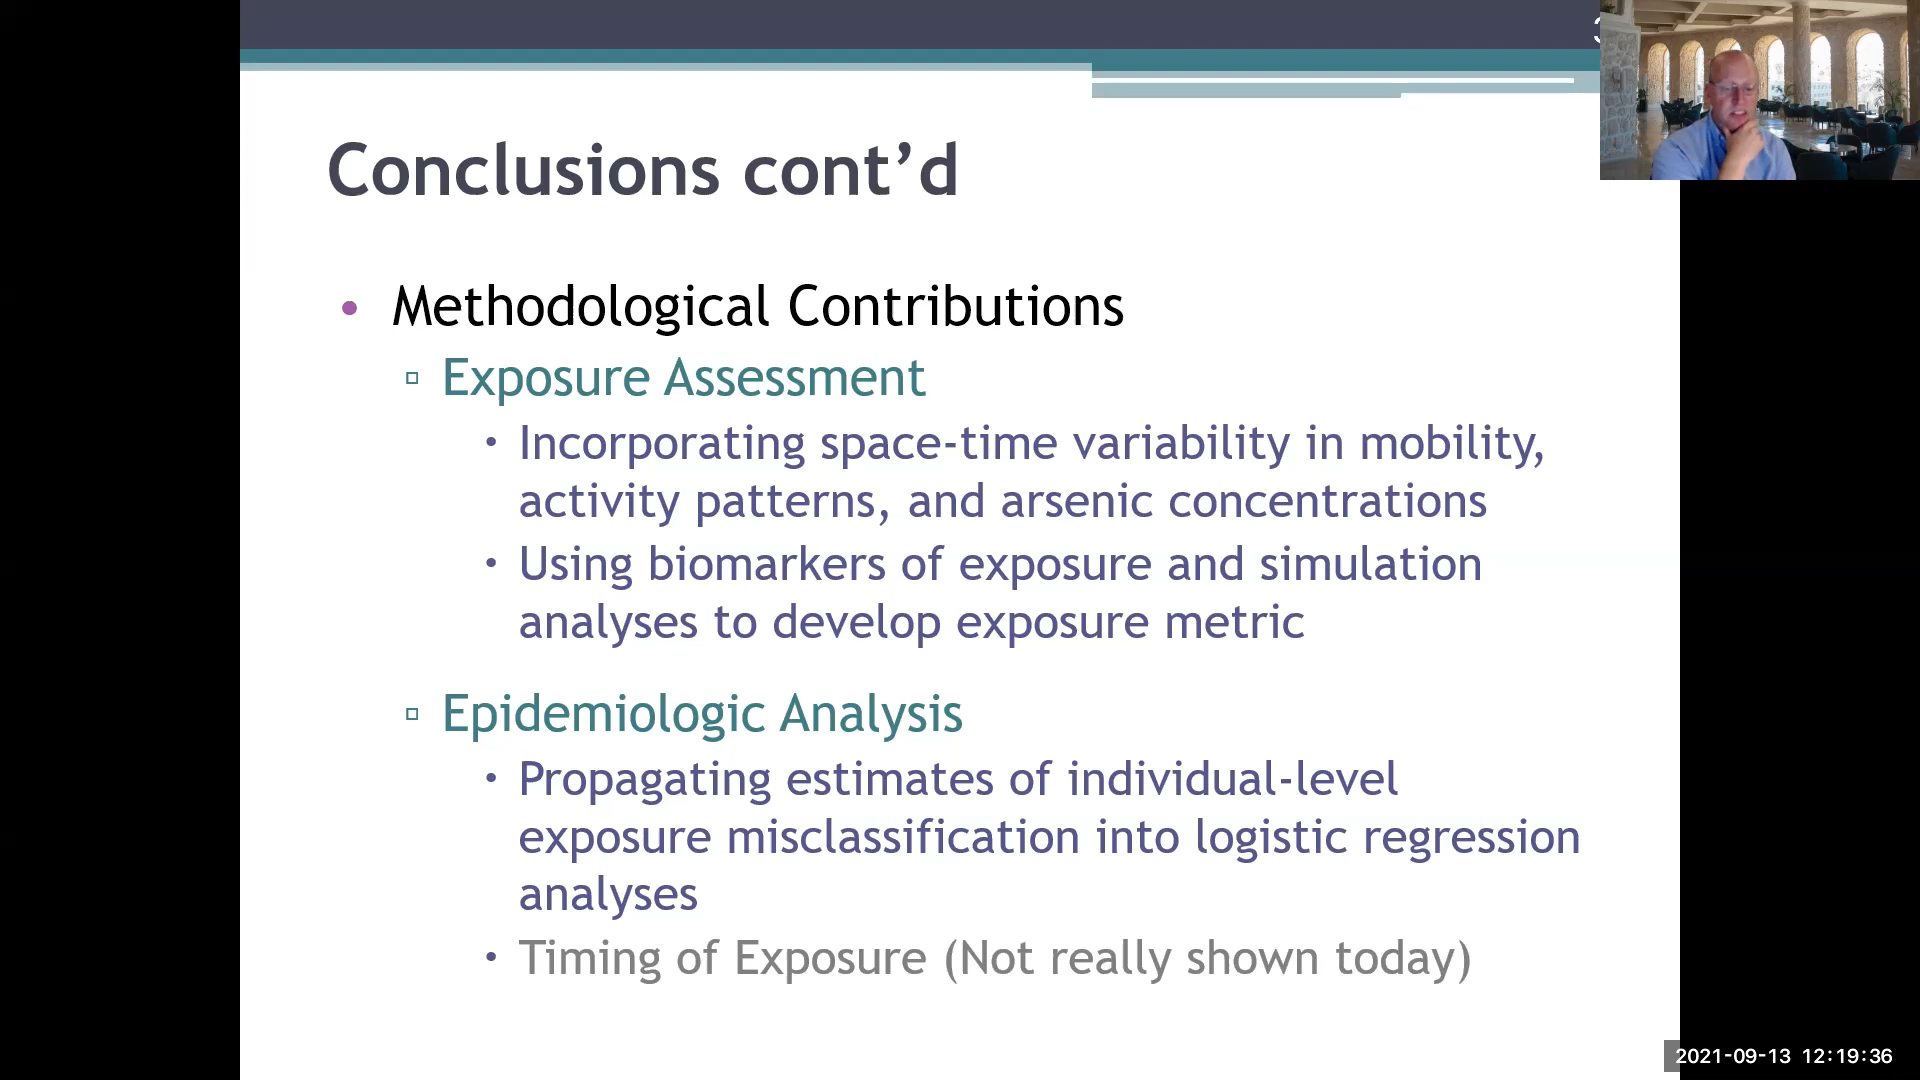 Conclusions cont’d
• Methodological Contributions
▫ Exposure Assessment
• Incorporating space-time variability in mobility,
activity patterns, and arsenic concentrations
• Using biomarkers of exposure and simulation
analyses to develop exposure metric
▫ Epidemiologic Analysis
• Propagating estimates of individual-level
exposure misclassification into logistic regression
analyses
• Timing of Exposure (Not really shown today)
2021-09-13 12:19:36